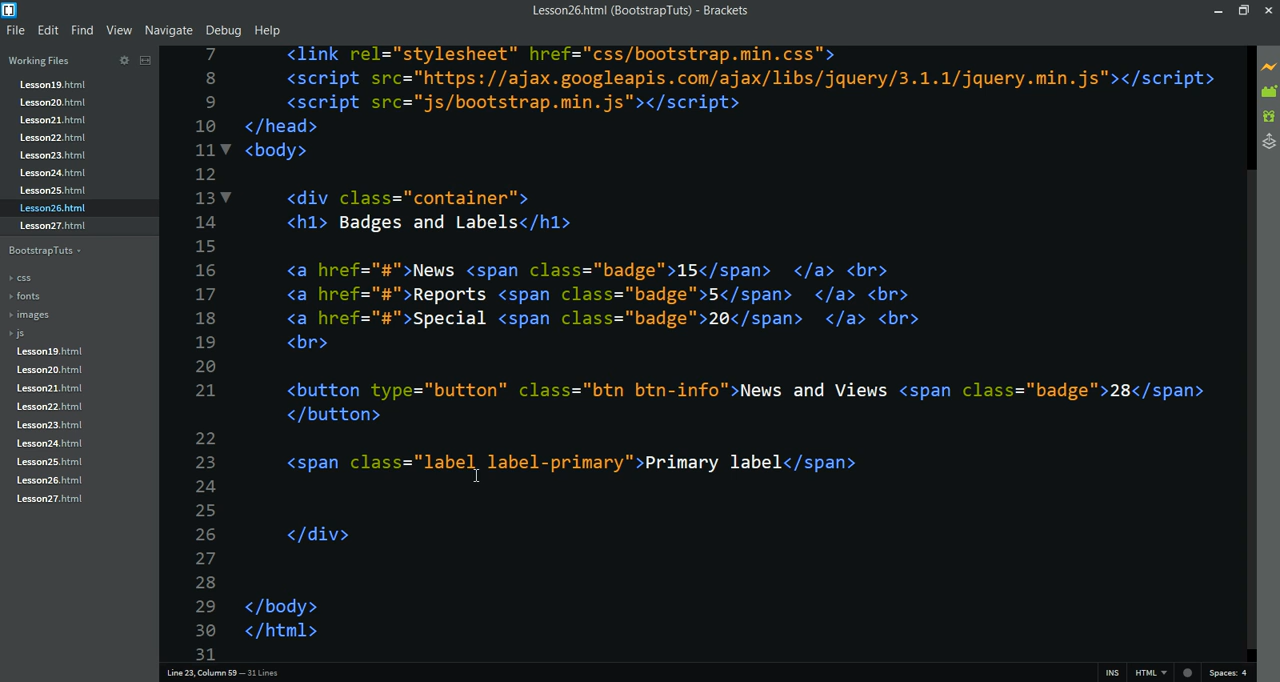 Lesson26.html (BootstrapTuts) - Brackets
File Edit Find View Navigate Debug Help
Working Files
Lesson19.html
Lesson20.html
Lesson21.html
Lesson22.html
Lesson23.html
Lesson24.html
Lesson25.html
Lesson26.html
Lesson27.html
BootstrapTuts
css
fonts
images
js
Lesson19.html
Lesson20.html
Lesson21.html
Lesson22.html
Lesson23.html
Lesson24.html
Lesson25.html
Lesson26.html
Lesson27.html
7 <link rel="stylesheet" href="css/bootstrap.min.css">
8 <script src="https://ajax.googleapis.com/ajax/libs/jquery/3.1.1/jquery.min.js"></script>
9 <script src="js/bootstrap.min.js"></script>
10 </head>
11 <body>
12
13 <div class="container">
14 <h1> Badges and Labels</h1>
15
16 <a href="#">News <span class="badge">15</span>  </a> <br>
17 <a href="#">Reports <span class="badge">5</span>  </a> <br>
18 <a href="#">Special <span class="badge">20</span>  </a> <br>
19 <br>
20
21 <button type="button" class="btn btn-info">News and Views <span class="badge">28</span>
</button>
22
23 <span class="label label-primary">Primary label</span>
24
25
26 </div>
27
28
29 </body>
30 </html>
31
Line 23, Column 59 — 31 Lines
INS HTML Spaces: 4